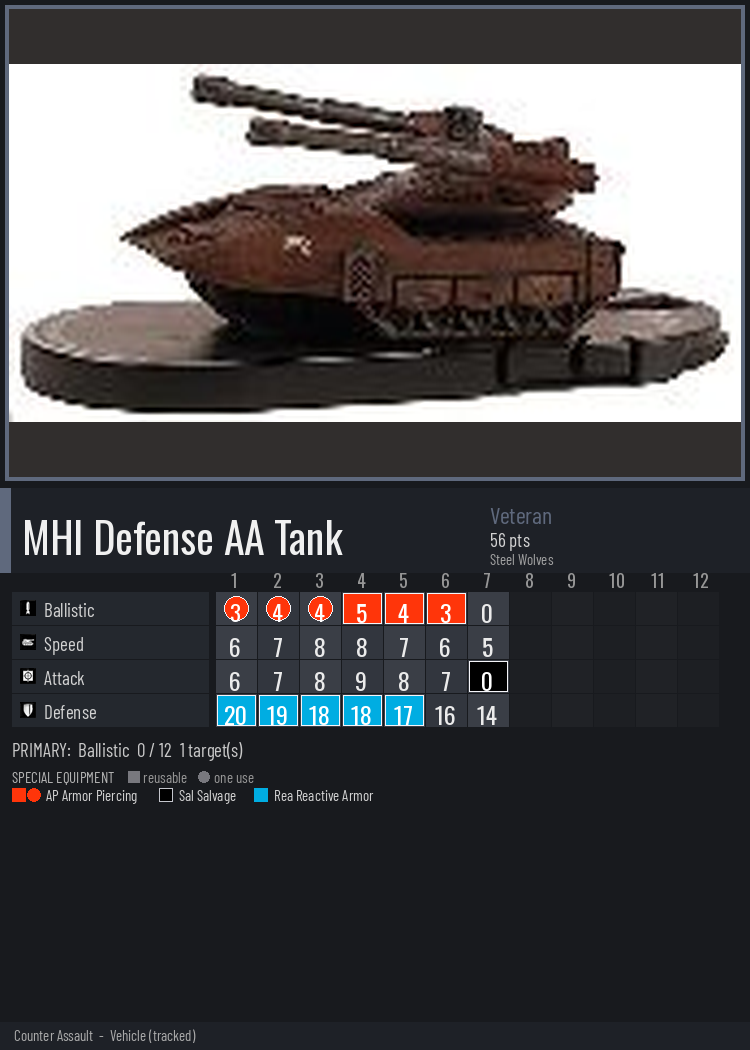 MHI Defense AA Tank
Veteran
56 pts
Steel Wolves
1 2 3 4 5 6 7 8 9 10 11 12
Ballistic 3 4 4 5 4 3 0
Speed 6 7 8 8 7 6 5
Attack 6 7 8 9 8 7 0
Defense 20 19 18 18 17 16 14
PRIMARY: Ballistic 0 / 12 1 target(s)
SPECIAL EQUIPMENT reusable one use
AP Armor Piercing Sal Salvage Rea Reactive Armor
Counter Assault - Vehicle (tracked)